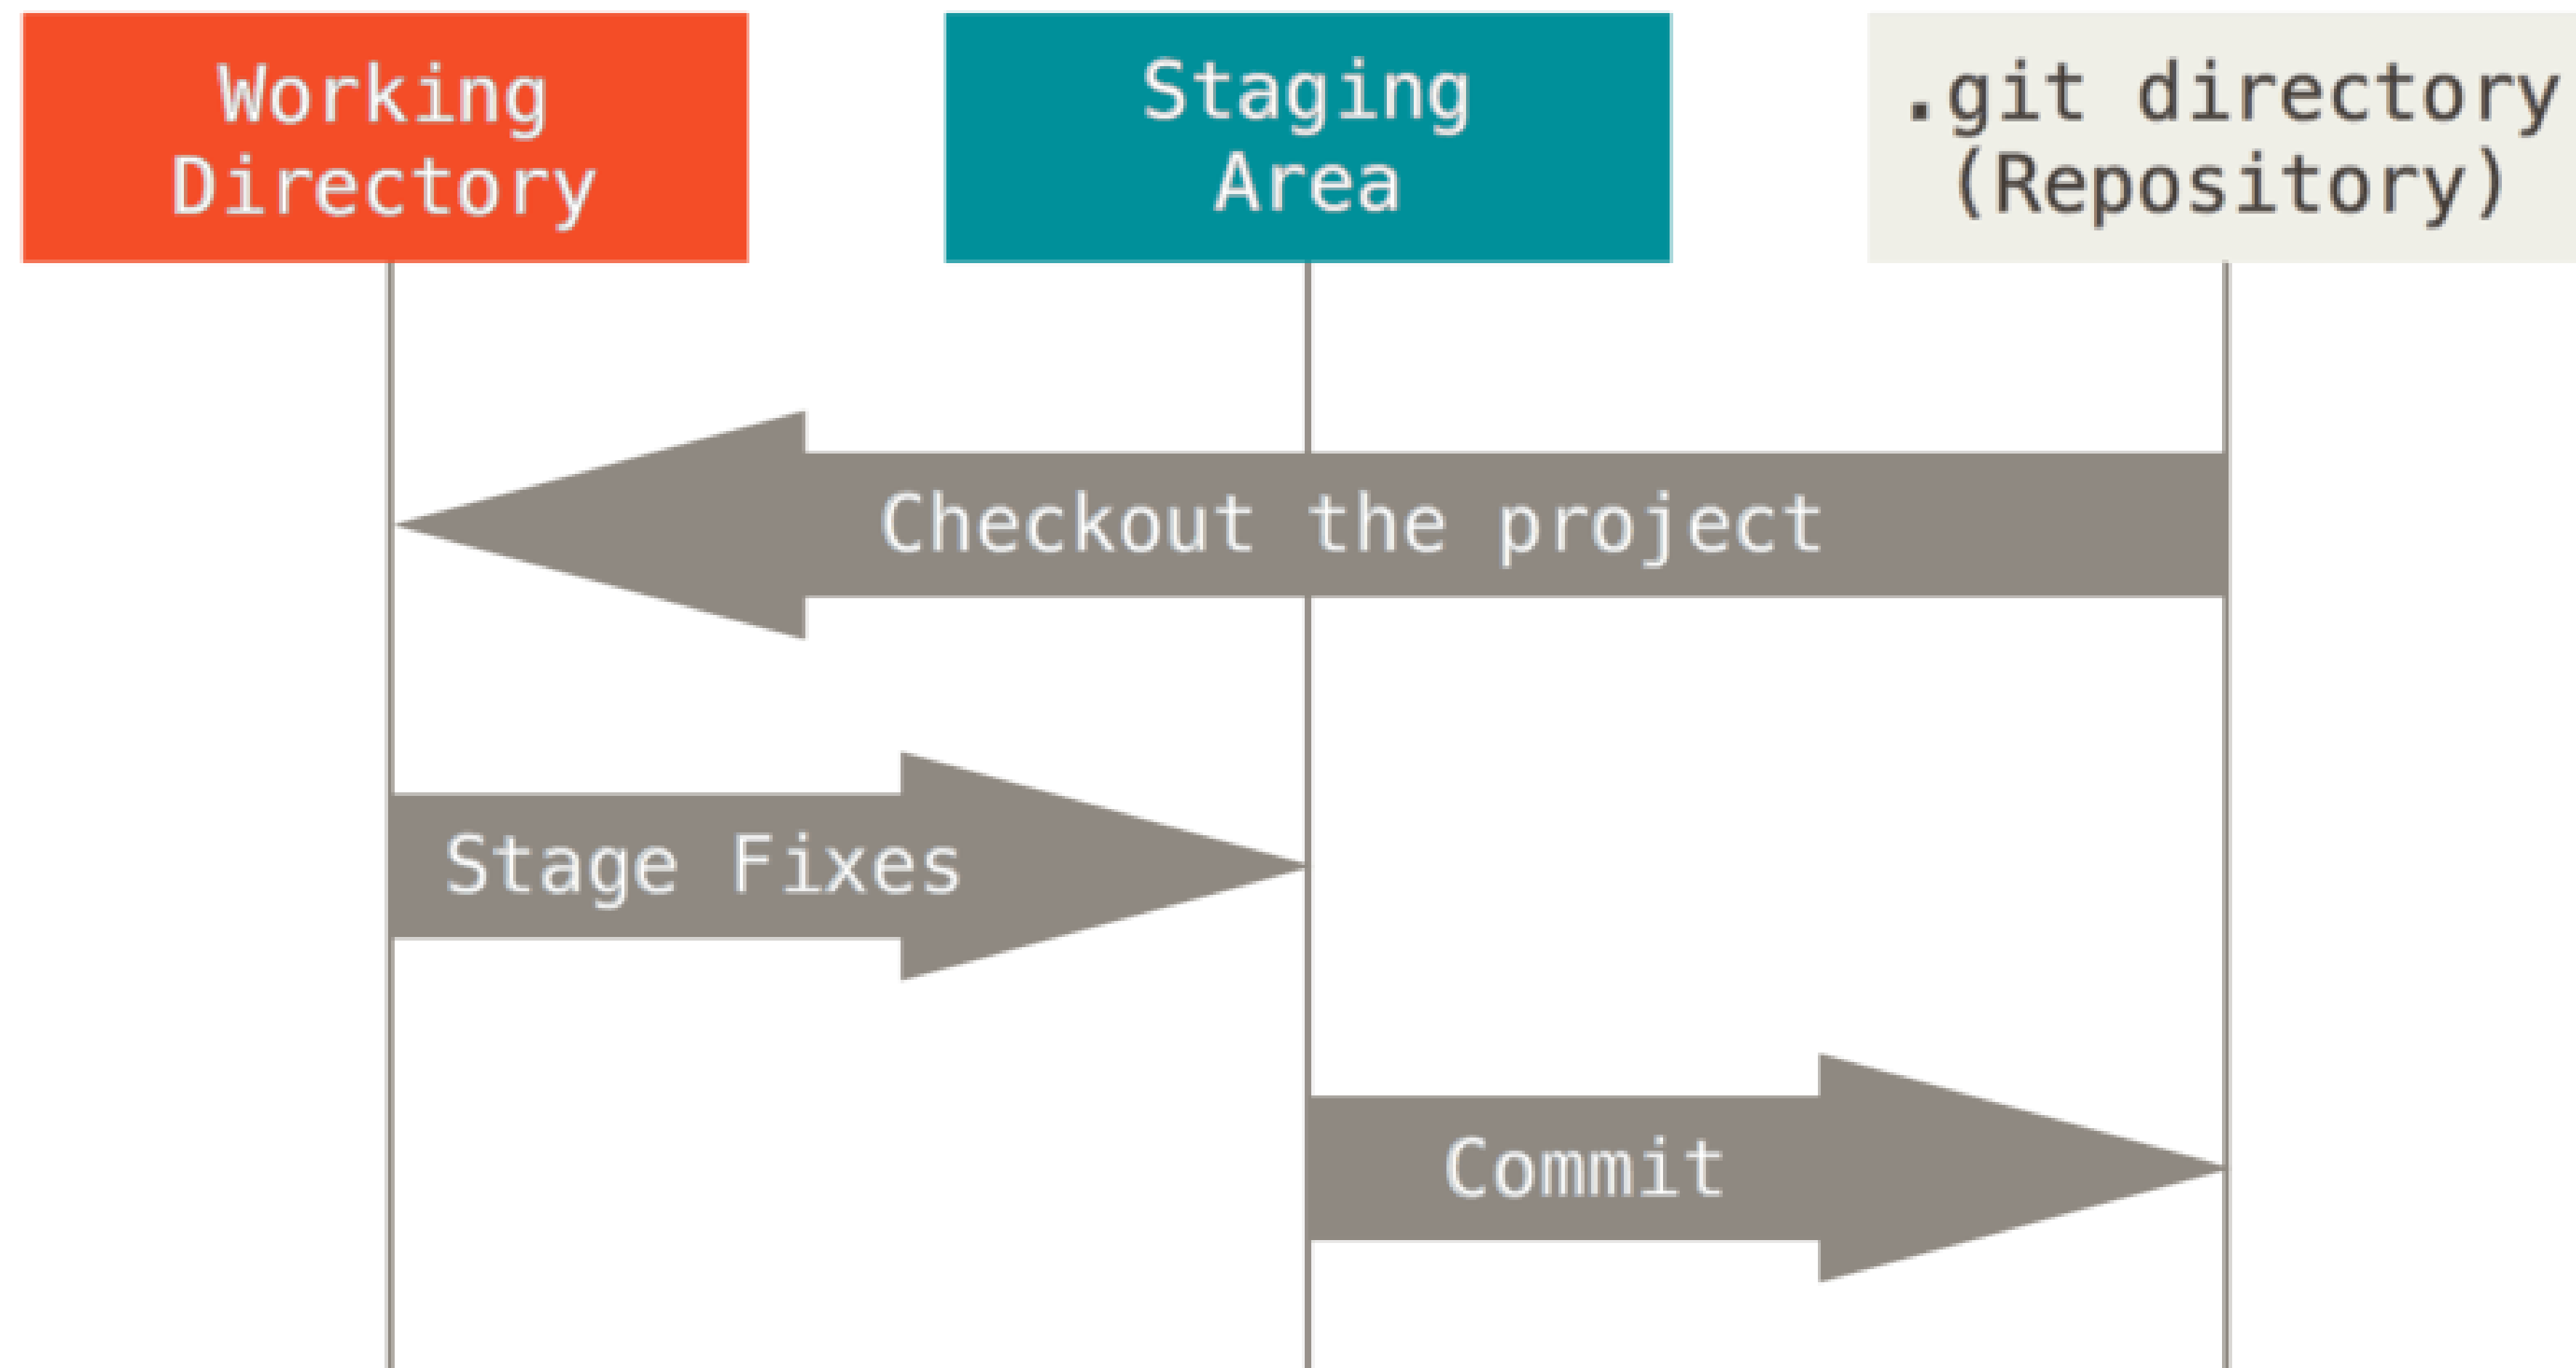 Working
Directory
Staging
Area
.git directory
(Repository)
Checkout the project
Stage Fixes
Commit